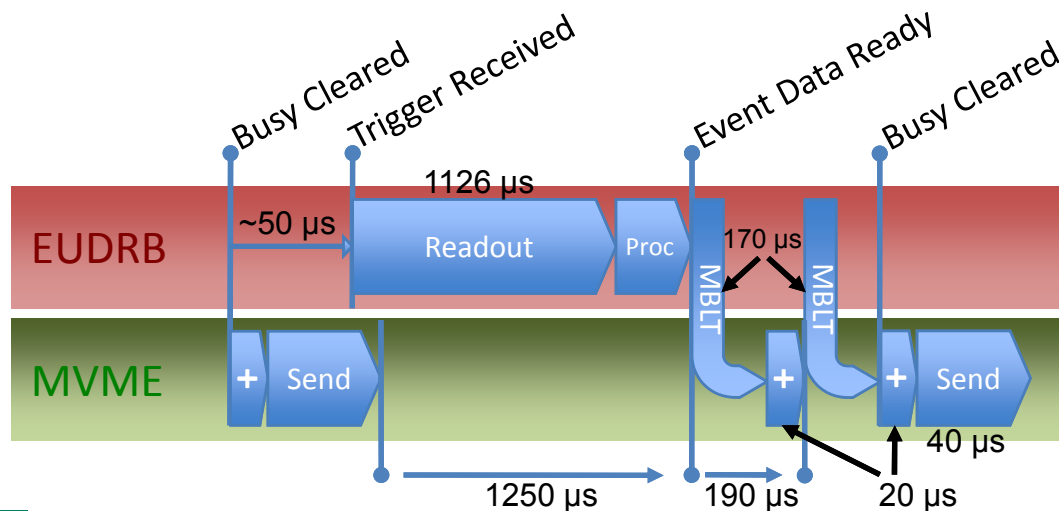 Busy Cleared
Trigger Received
Event Data Ready
Busy Cleared
1126 µs
~50 µs
EUDRB
Readout
Proc
MBLT
170 µs
MBLT
MVME
+
Send
+
+
Send
40 µs
1250 µs
190 µs
20 µs